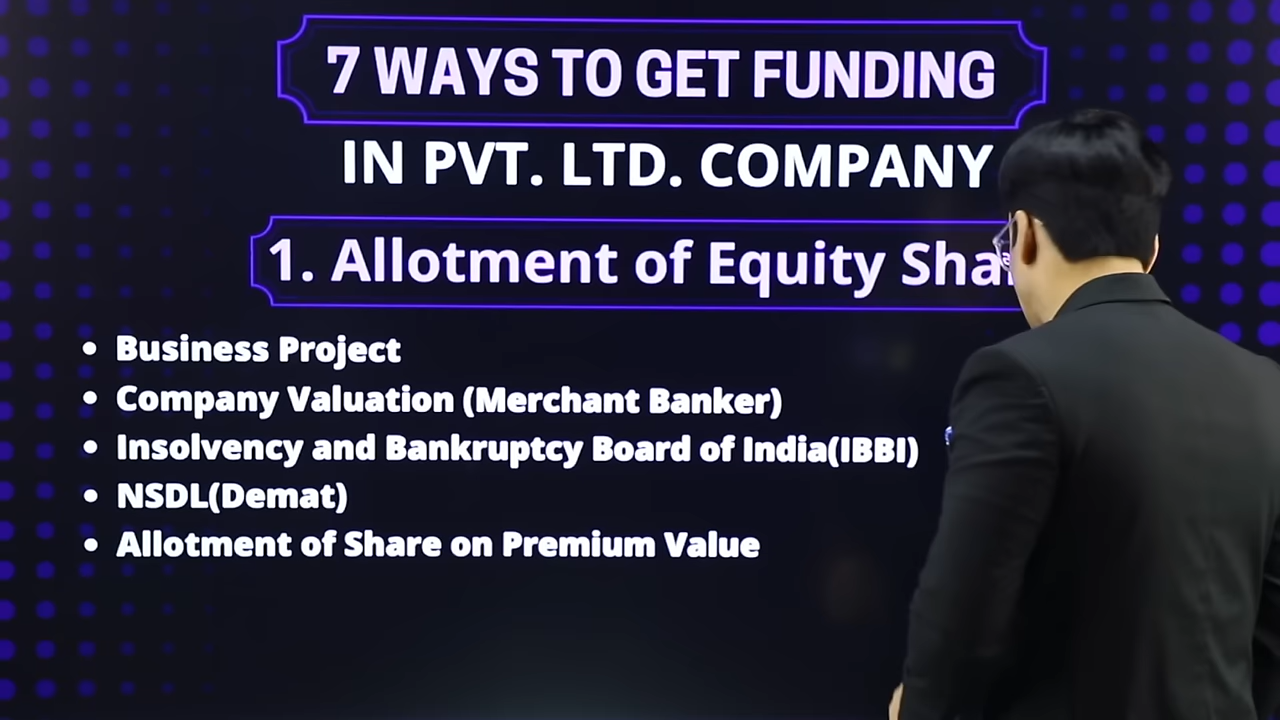 7 WAYS TO GET FUNDING
IN PVT. LTD. COMPANY
1. Allotment of Equity
• Business Project
• Company Valuation (Merchant Banker)
• Insolvency and Bankruptcy Board of India(IBBI)
• NSDL(Demat)
• Allotment of Share on Premium Value